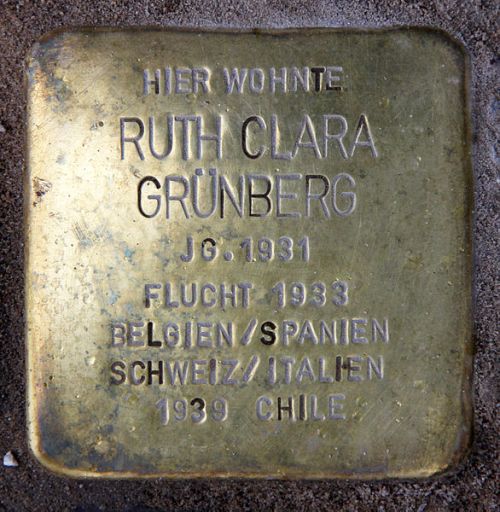 HIER WOHNTE
RUTH CLARA
GRÜNBERG
JG. 1931
FLUCHT 1933
BELGIEN/SPANIEN
SCHWEIZ/ITALIEN
1939 CHILE